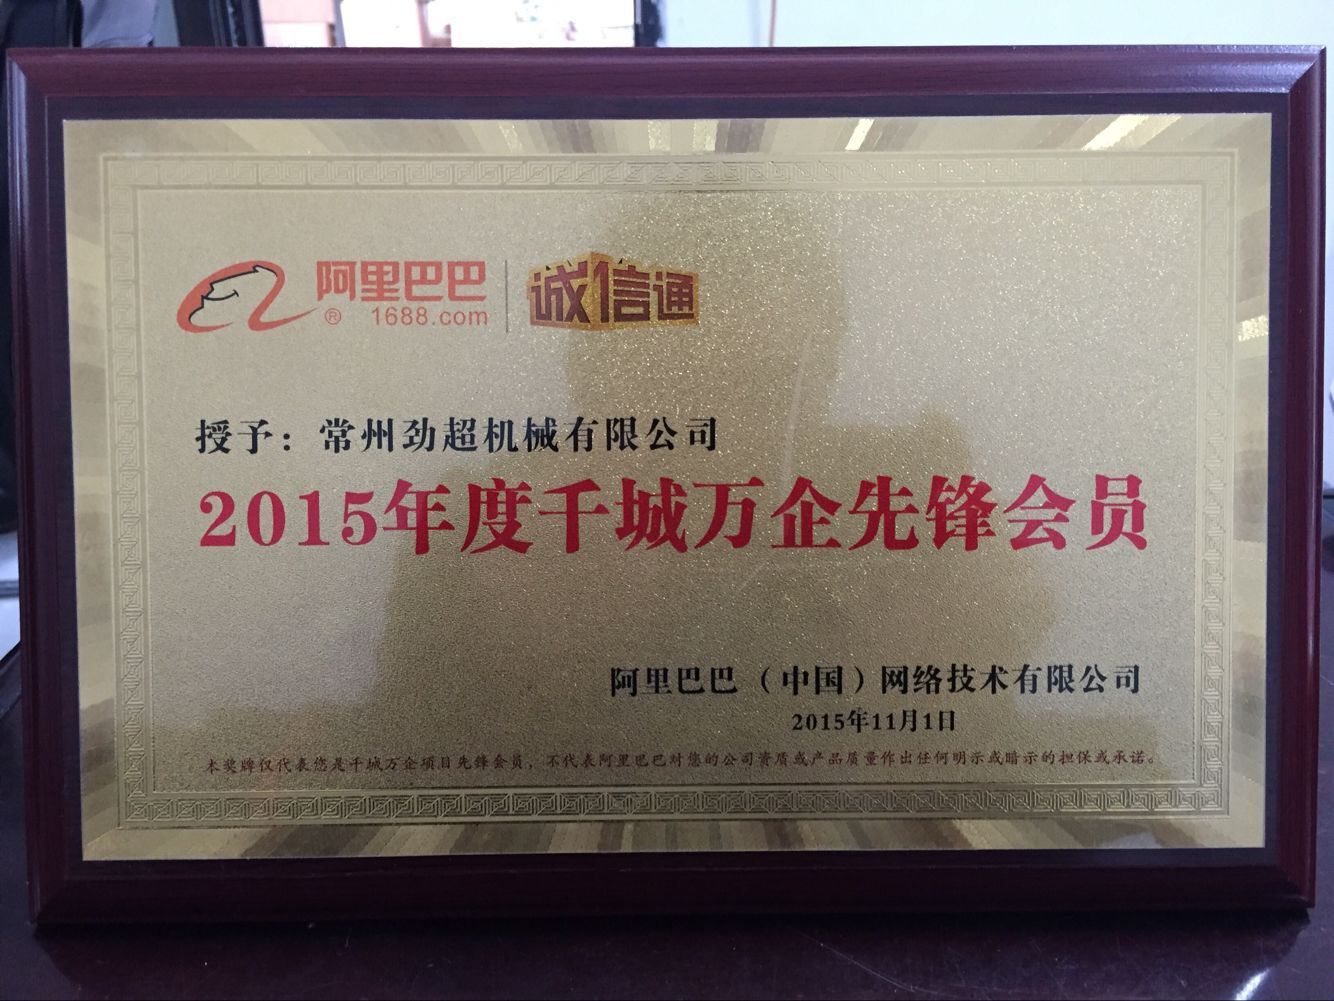 阿里巴巴 诚信通
® 1688.com
授予：常州劲超机械有限公司
2015年度千城万企先锋会员
阿里巴巴（中国）网络技术有限公司
2015年11月1日
本奖牌仅代表您是千城万企项目先锋会员，不代表阿里巴巴对您的公司资质或产品质量作出任何明示或暗示的担保或承诺。